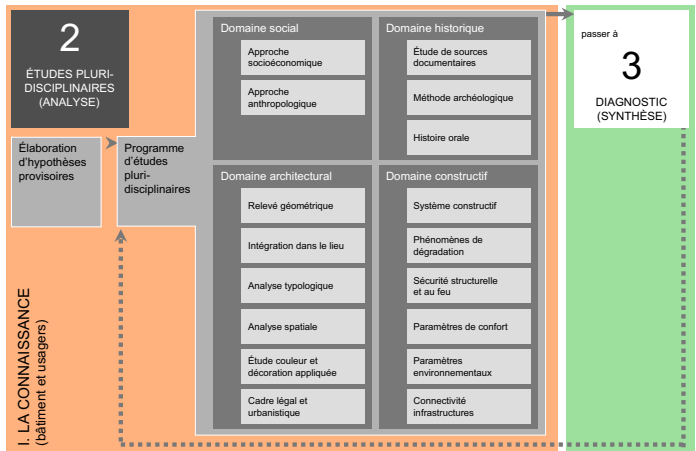 2
ÉTUDES PLURI-
DISCIPLINAIRES
(ANALYSE)
Élaboration
d'hypothèses
provisoires
Programme
d'études
pluri-
disciplinaires
Domaine social
Approche
socioéconomique
Approche
anthropologique
Domaine historique
Étude de sources
documentaires
Méthode archéologique
Histoire orale
Domaine architectural
Relevé géométrique
Intégration dans le lieu
Analyse typologique
Analyse spatiale
Étude couleur et
décoration appliquée
Cadre légal et
urbanistique
Domaine constructif
Système constructif
Phénomènes de
dégradation
Sécurité structurelle
et au feu
Paramètres de confort
Paramètres
environnementaux
Connectivité
infrastructures
passer à
3
DIAGNOSTIC
(SYNTHÈSE)
I. LA CONNAISSANCE
(bâtiment et usagers)